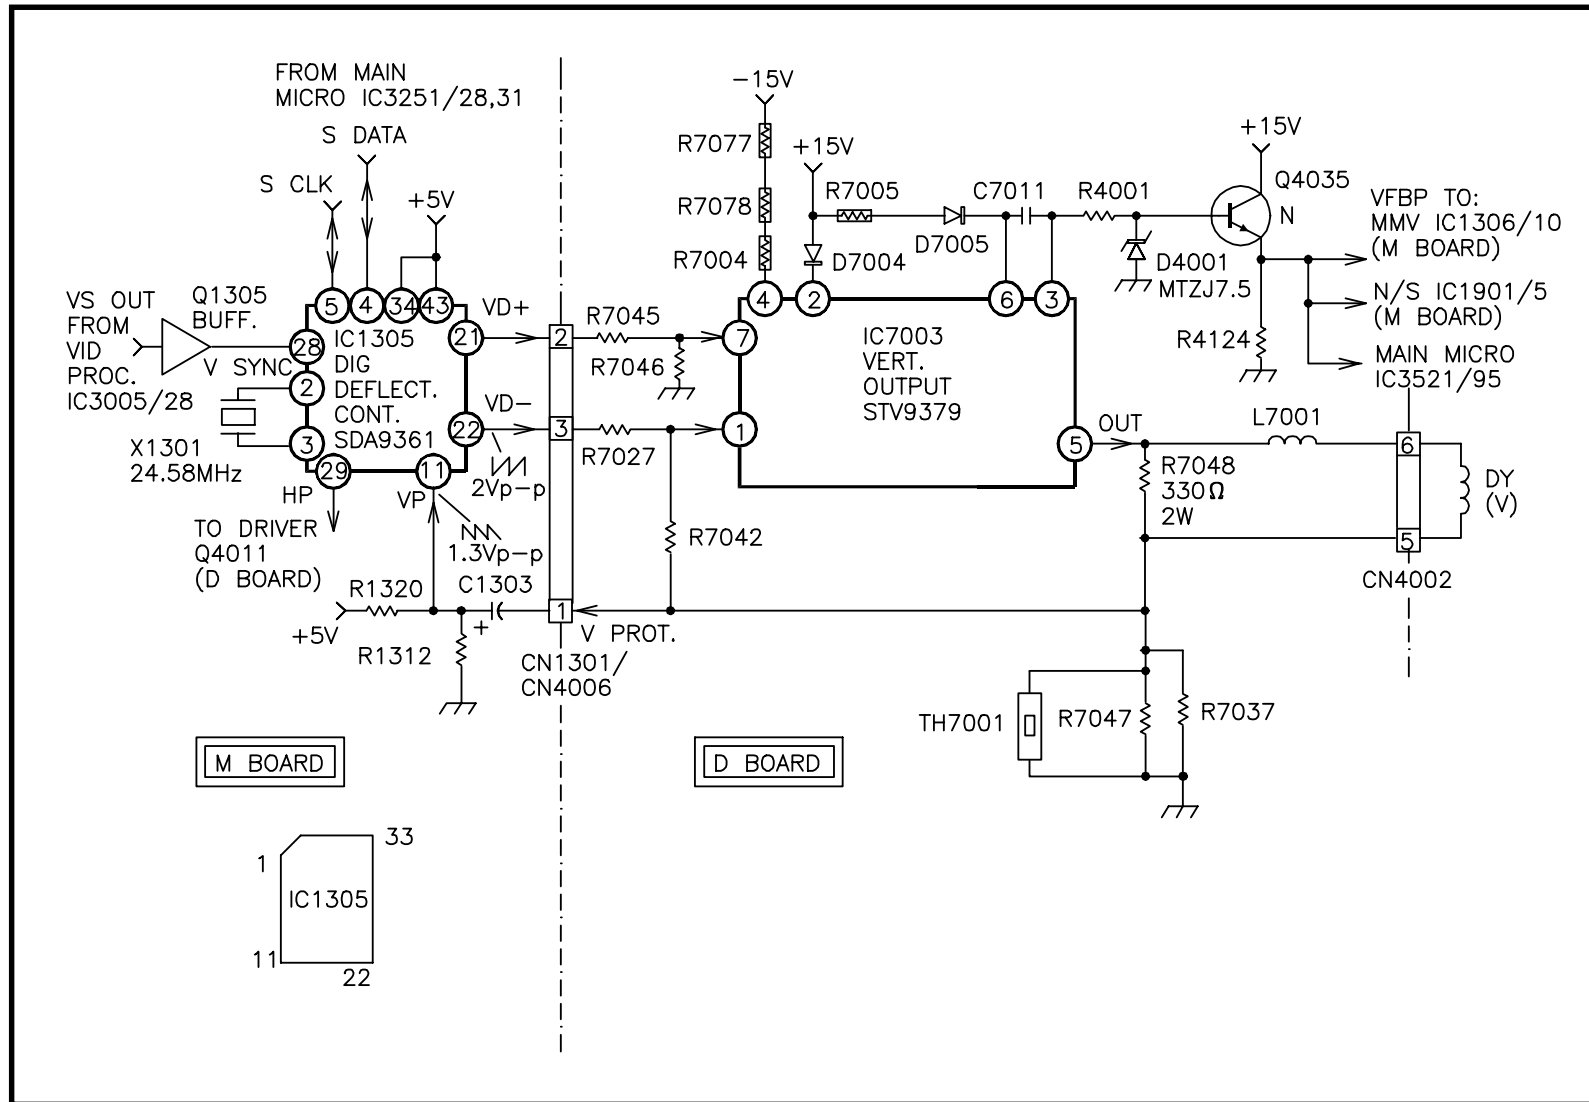 FROM MAIN
MICRO IC3251/28,31
S DATA
S CLK
+5V
-15V
R7077
+15V
R7078
R7005
C7011
R4001
R7004
D7004
D7005
+15V
Q4035
N
D4001
MTZJ7.5
R4124
VFBP TO:
MMV IC1306/10
(M BOARD)
N/S IC1901/5
(M BOARD)
MAIN MICRO
IC3521/95
VS OUT
FROM
VID
PROC.
IC3005/28
Q1305
BUFF.
V SYNC
X1301
24.58MHz
5
4
34
43
28
2
3
29
11
21
22
IC1305
DIG
DEFLECT.
CONT.
SDA9361
VD+
VD-
2Vp-p
HP
VP
1.3Vp-p
TO DRIVER
Q4011
(D BOARD)
R1320
C1303
+
+5V
R1312
2
3
1
V PROT.
CN1301/
CN4006
R7045
R7046
R7027
R7042
4
2
6
3
7
1
5
IC7003
VERT.
OUTPUT
STV9379
OUT
L7001
R7048
330Ω
2W
6
5
DY
(V)
CN4002
TH7001
R7047
R7037
M BOARD
D BOARD
33
1
IC1305
11
22